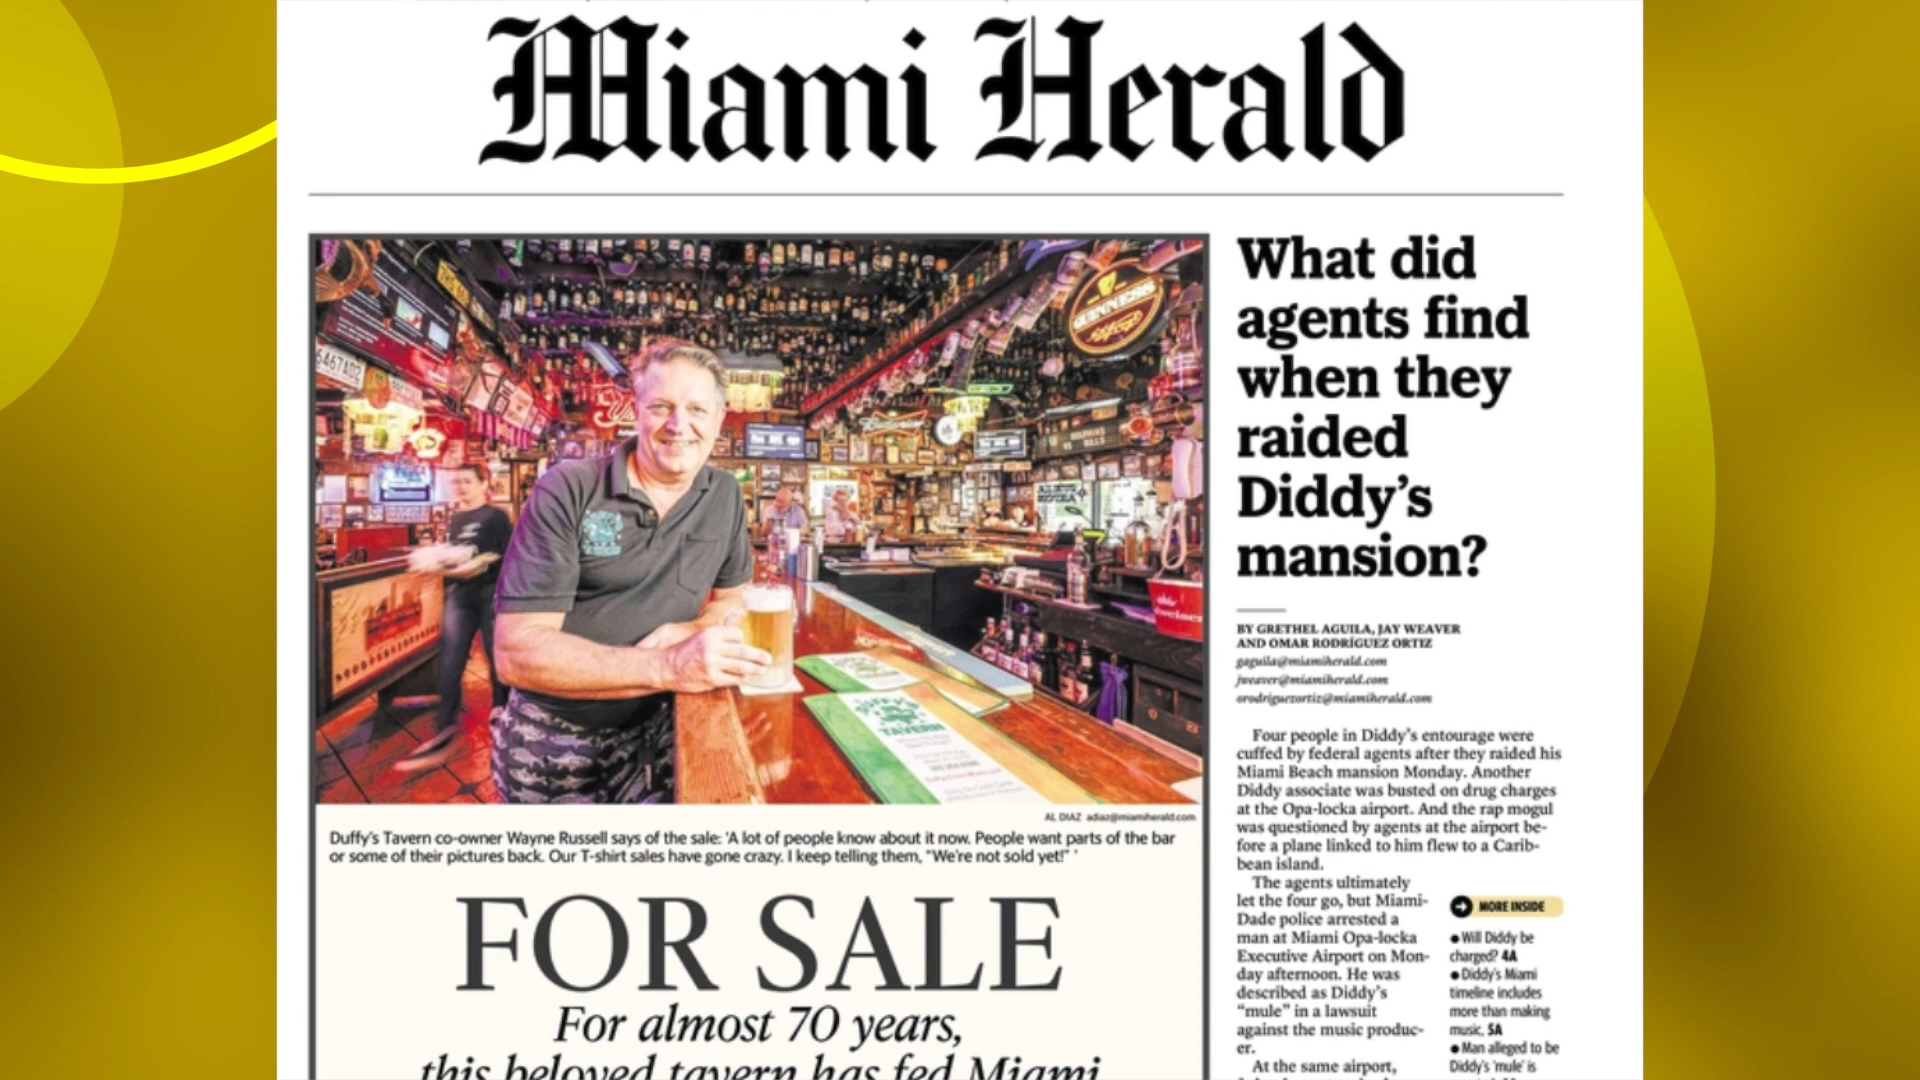 Miami Herald
6467AD2
GUINNESS
Budweiser
DUFFY'S
TAVERN
What did
agents find
when they
raided
Diddy's
mansion?
BY GRETHEL AGUILA, JAY WEAVER
AND OMAR RODRÍGUEZ ORTIZ
gaguila@miamiherald.com
jweaver@miamiherald.com
orodriguezortiz@miamiherald.com
Four people in Diddy's entourage were
cuffed by federal agents after they raided his
Miami Beach mansion Monday. Another
Diddy associate was busted on drug charges
at the Opa-locka airport. And the rap mogul
was questioned by agents at the airport be-
fore a plane linked to him flew to a Carib-
bean island.
The agents ultimately
let the four go, but Miami-
Dade police arrested a
man at Miami Opa-locka
Executive Airport on Mon-
day afternoon. He was
described as Diddy's
"mule" in a lawsuit
against the music produc-
er.
At the same airport,
MORE INSIDE
● Will Diddy be
charged? 4A
● Diddy's Miami
timeline includes
more than making
music, 5A
● Man alleged to be
Diddy's 'mule' is
AL DIAZ adiaz@miamiherald.com
Duffy's Tavern co-owner Wayne Russell says of the sale: 'A lot of people know about it now. People want parts of the bar
or some of their pictures back. Our T-shirt sales have gone crazy. I keep telling them, "We're not sold yet!" '
FOR SALE
For almost 70 years,
this beloved tavern has fed Miami